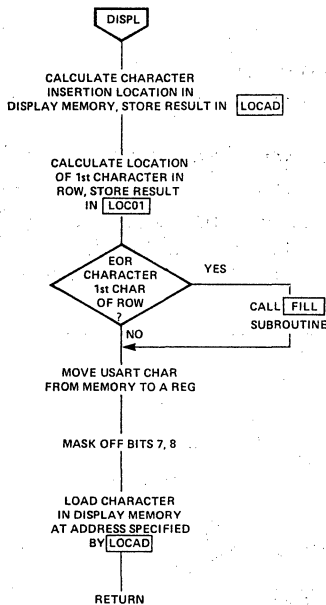 DISPL
CALCULATE CHARACTER
INSERTION LOCATION IN
DISPLAY MEMORY, STORE RESULT IN LOCAD
CALCULATE LOCATION
OF 1st CHARACTER IN
ROW, STORE RESULT
IN LOC01
EOR
CHARACTER
1st CHAR
OF ROW
?
YES
CALL FILL
SUBROUTINE
NO
MOVE USART CHAR
FROM MEMORY TO A REG
MASK OFF BITS 7, 8
LOAD CHARACTER
IN DISPLAY MEMORY
AT ADDRESS SPECIFIED
BY LOCAD
RETURN